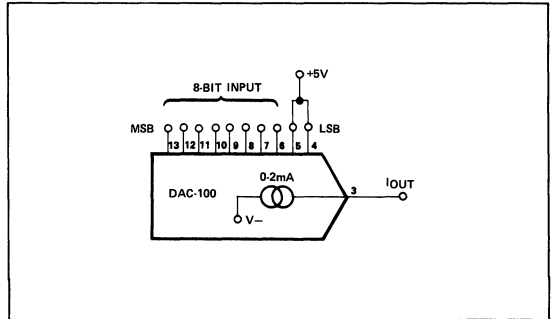 +5V
8-BIT INPUT
MSB LSB
13 12 11 10 9 8 7 6 5 4
0-2mA
DAC-100
3
IOUT
V–